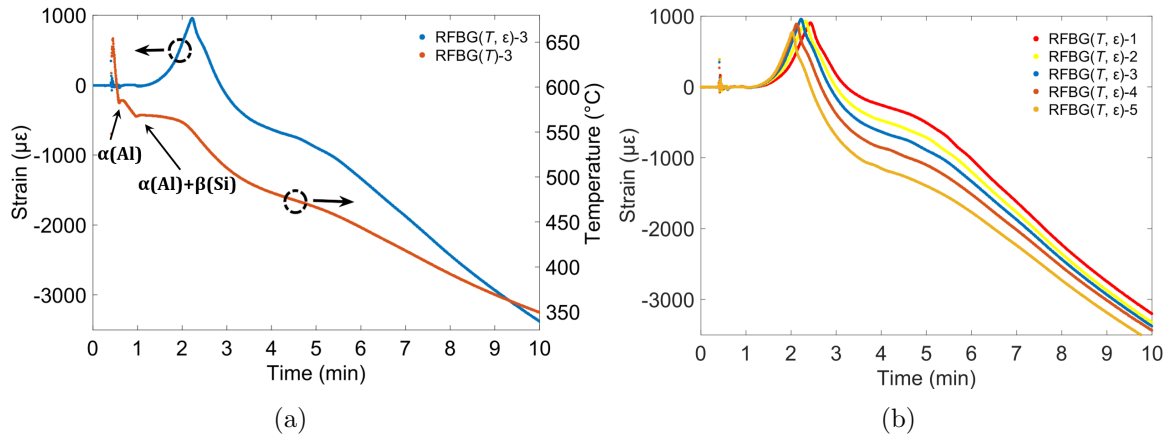 1000
0
-1000
-2000
-3000
Strain (με)
650
600
550
500
450
400
350
Temperature (°C)
RFBG(T, ε)-3
RFBG(T)-3
α(Al)
α(Al)+β(Si)
0 1 2 3 4 5 6 7 8 9 10
Time (min)
(a)
1000
0
-1000
-2000
-3000
Strain (με)
RFBG(T, ε)-1
RFBG(T, ε)-2
RFBG(T, ε)-3
RFBG(T, ε)-4
RFBG(T, ε)-5
0 1 2 3 4 5 6 7 8 9 10
Time (min)
(b)